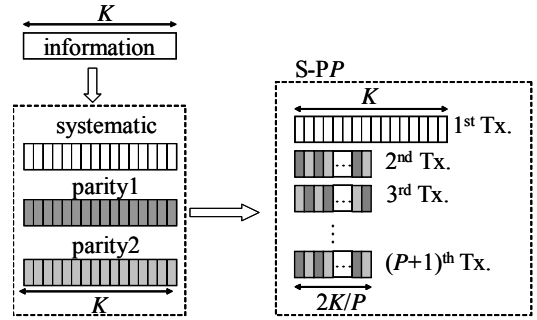 K
information
systematic
parity1
parity2
K
S-PP
K
1st Tx.
2nd Tx.
...
3rd Tx.
...
⋮
(P+1)th Tx.
...
2K/P